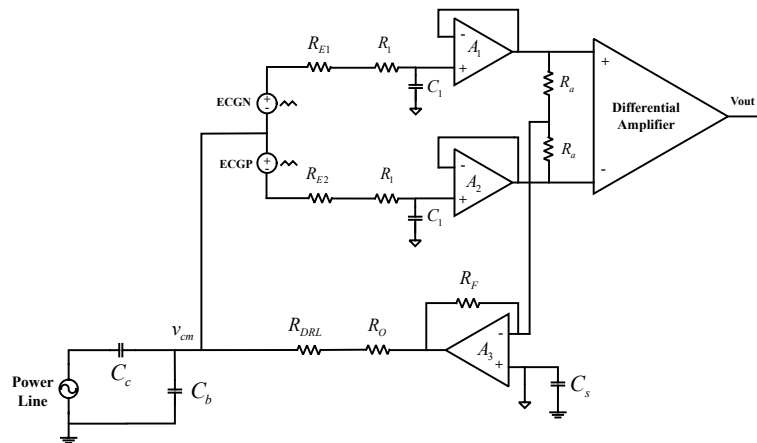 R_E1
R_1
A_1
C_1
ECGN
R_a
Differential
Amplifier
Vout
ECGP
R_a
R_E2
R_1
A_2
C_1
R_F
v_cm
R_DRL
R_O
A_3
C_s
Power
Line
C_c
C_b